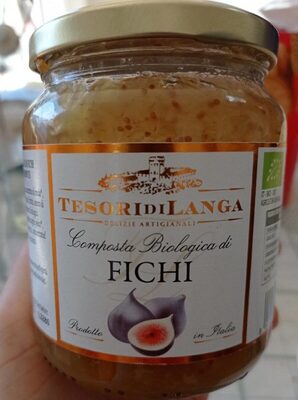 TESORI DI LANGA
DELIZIE ARTIGIANALI
Composta Biologica di
FICHI
Prodotto in Italia